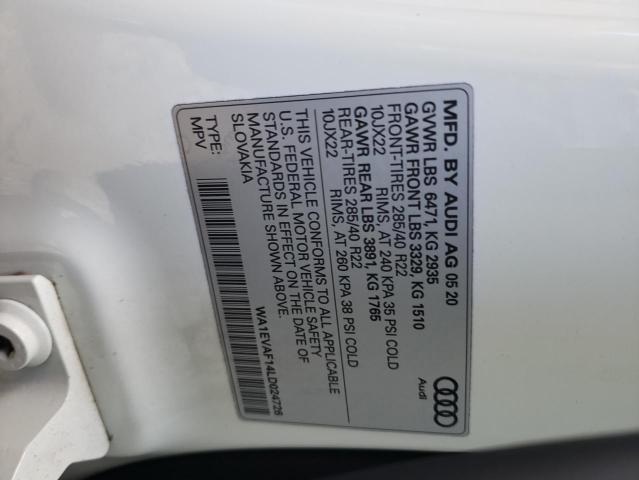 MFD. BY AUDI AG 05 20
GVWR LBS 6471, KG 2935
GAWR FRONT LBS 3329, KG 1510
FRONT-TIRES 285/40 R22
10JX22 RIMS, AT 240 KPA 35 PSI COLD
GAWR REAR LBS 3891, KG 1765
REAR-TIRES 285/40 R22
10JX22 RIMS, AT 260 KPA 38 PSI COLD
THIS VEHICLE CONFORMS TO ALL APPLICABLE
U.S. FEDERAL MOTOR VEHICLE SAFETY
STANDARDS IN EFFECT ON THE DATE OF
MANUFACTURE SHOWN ABOVE.
SLOVAKIA
WA1EVAF14LD024726
TYPE:
MPV
Audi